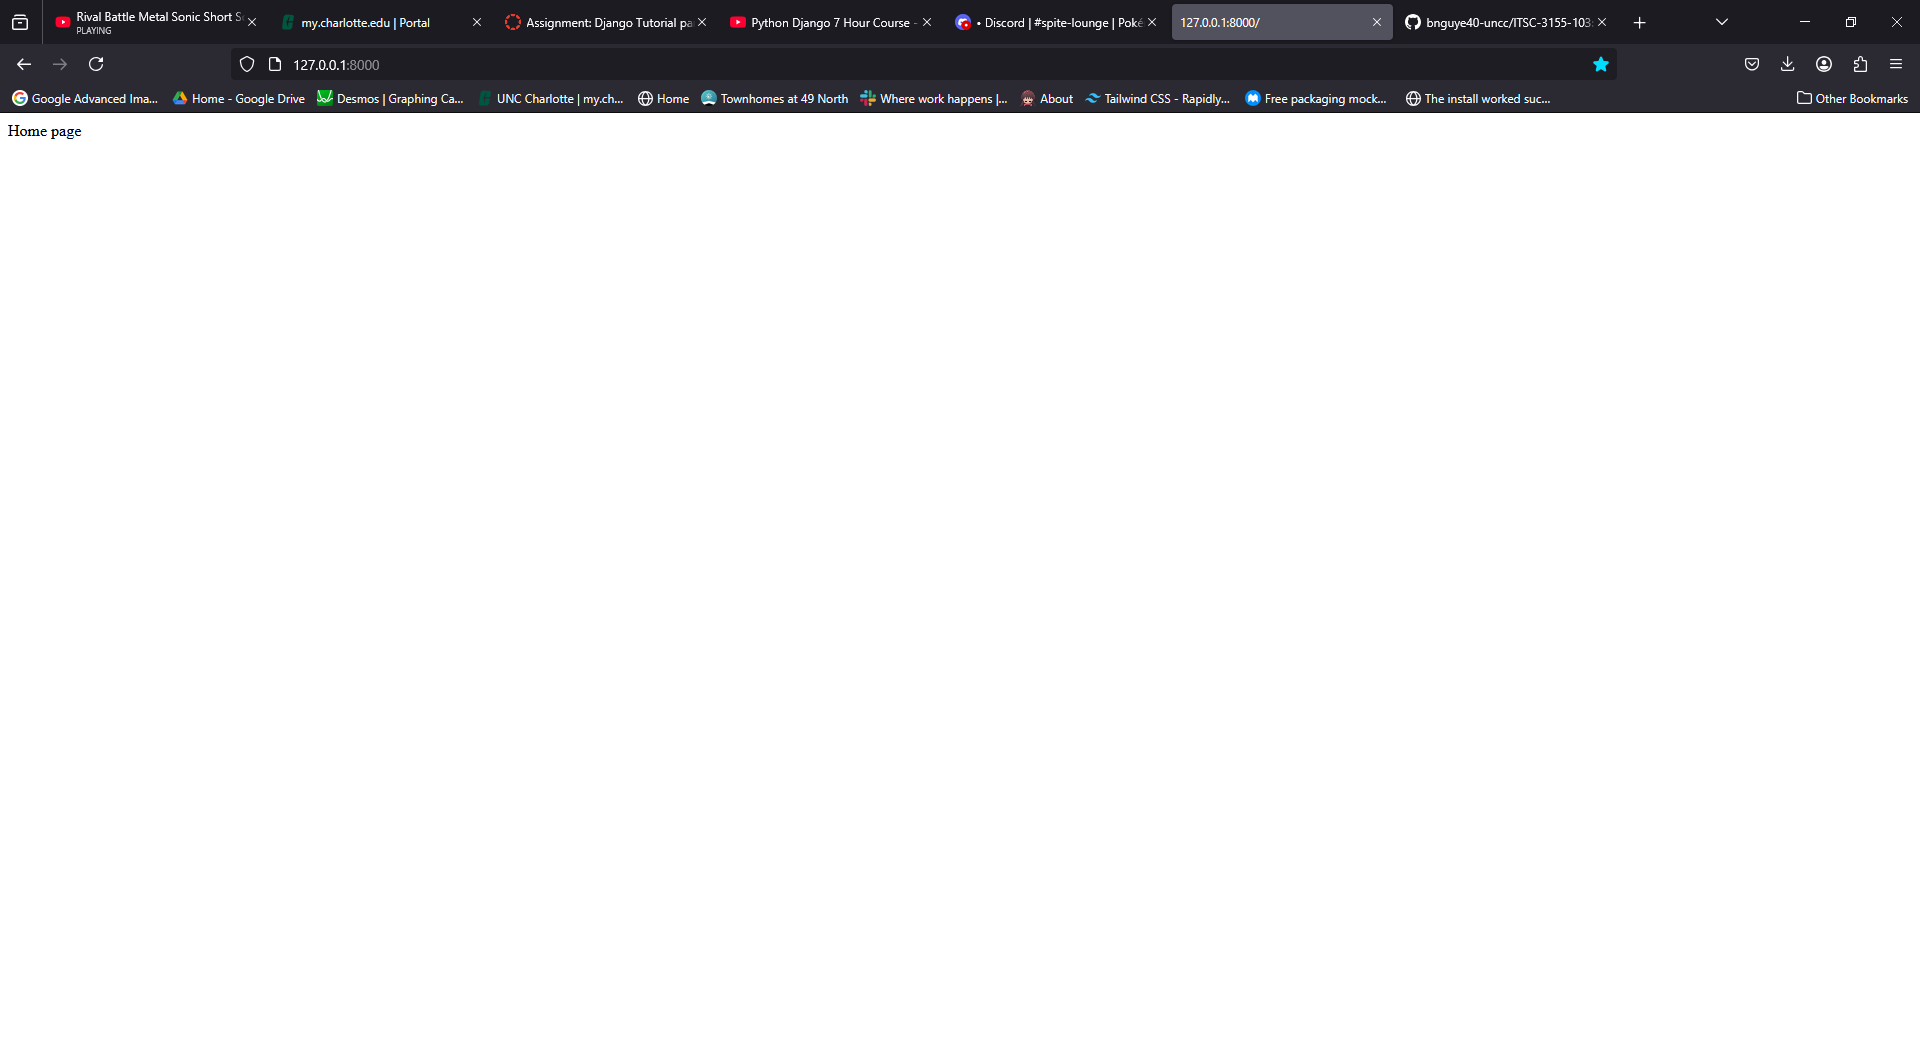 Rival Battle Metal Sonic Short S
PLAYING
my.charlotte.edu | Portal
Assignment: Django Tutorial pa
Python Django 7 Hour Course -
• Discord | #spite-lounge | Poké
127.0.0.1:8000/
bnguye40-uncc/ITSC-3155-103:
127.0.0.1:8000
Google Advanced Ima...
Home - Google Drive
Desmos | Graphing Ca...
UNC Charlotte | my.ch...
Home
Townhomes at 49 North
Where work happens |...
About
Tailwind CSS - Rapidly...
Free packaging mock...
The install worked suc...
Other Bookmarks
Home page